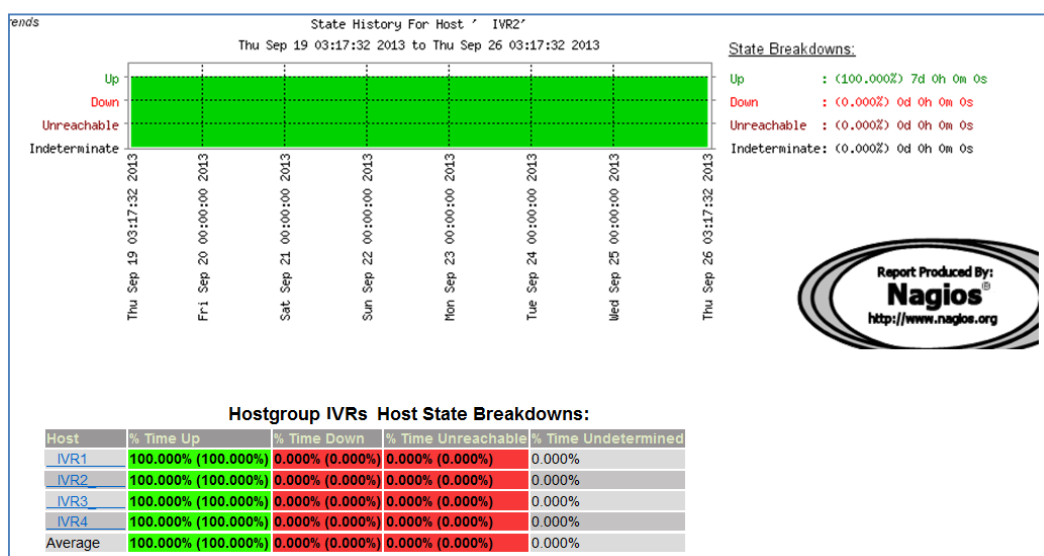 ends
State History For Host ' IVR2'
Thu Sep 19 03:17:32 2013 to Thu Sep 26 03:17:32 2013
Up
Down
Unreachable
Indeterminate
Thu Sep 19 03:17:32 2013
Fri Sep 20 00:00:00 2013
Sat Sep 21 00:00:00 2013
Sun Sep 22 00:00:00 2013
Mon Sep 23 00:00:00 2013
Tue Sep 24 00:00:00 2013
Wed Sep 25 00:00:00 2013
Thu Sep 26 03:17:32 2013
State Breakdowns:
Up : (100.000%) 7d 0h 0m 0s
Down : (0.000%) 0d 0h 0m 0s
Unreachable : (0.000%) 0d 0h 0m 0s
Indeterminate: (0.000%) 0d 0h 0m 0s
Report Produced By:
Nagios®
http://www.nagios.org
Hostgroup IVRs Host State Breakdowns:
Host % Time Up % Time Down % Time Unreachable % Time Undetermined
IVR1 100.000% (100.000%) 0.000% (0.000%) 0.000% (0.000%) 0.000%
IVR2 100.000% (100.000%) 0.000% (0.000%) 0.000% (0.000%) 0.000%
IVR3 100.000% (100.000%) 0.000% (0.000%) 0.000% (0.000%) 0.000%
IVR4 100.000% (100.000%) 0.000% (0.000%) 0.000% (0.000%) 0.000%
Average 100.000% (100.000%) 0.000% (0.000%) 0.000% (0.000%) 0.000%